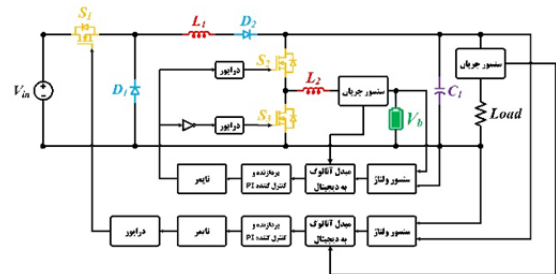 S1
L1
D2
S2
D1
درایور
L2
سنسور جریان
سنسور جریان
Vin
S3
درایور
Vb
C1
Load
تایمر
پردازنده و
کنترل کننده PI
مبدل آنالوگ
به دیجیتال
سنسور ولتاژ
درایور
تایمر
پردازنده و
کنترل کننده PI
مبدل آنالوگ
به دیجیتال
سنسور ولتاژ